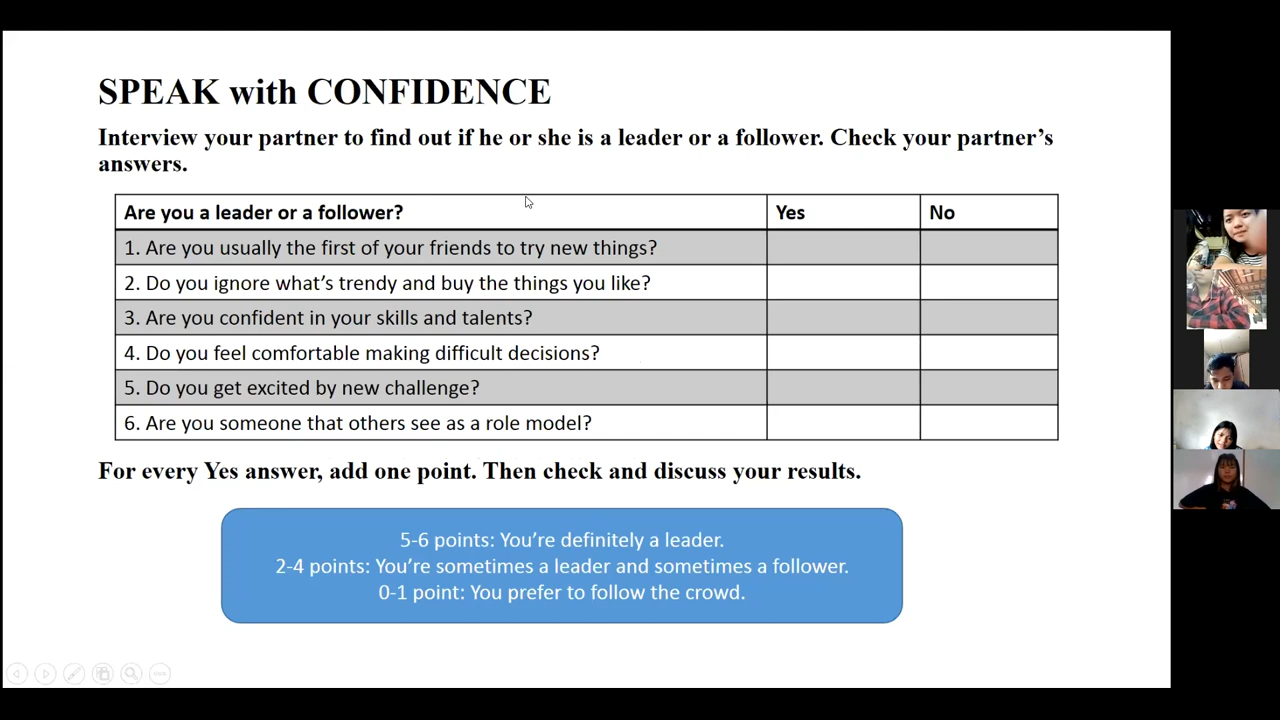 SPEAK with CONFIDENCE
Interview your partner to find out if he or she is a leader or a follower. Check your partner’s
answers.
Are you a leader or a follower? Yes No
1. Are you usually the first of your friends to try new things?
2. Do you ignore what’s trendy and buy the things you like?
3. Are you confident in your skills and talents?
4. Do you feel comfortable making difficult decisions?
5. Do you get excited by new challenge?
6. Are you someone that others see as a role model?
For every Yes answer, add one point. Then check and discuss your results.
5-6 points: You’re definitely a leader.
2-4 points: You’re sometimes a leader and sometimes a follower.
0-1 point: You prefer to follow the crowd.